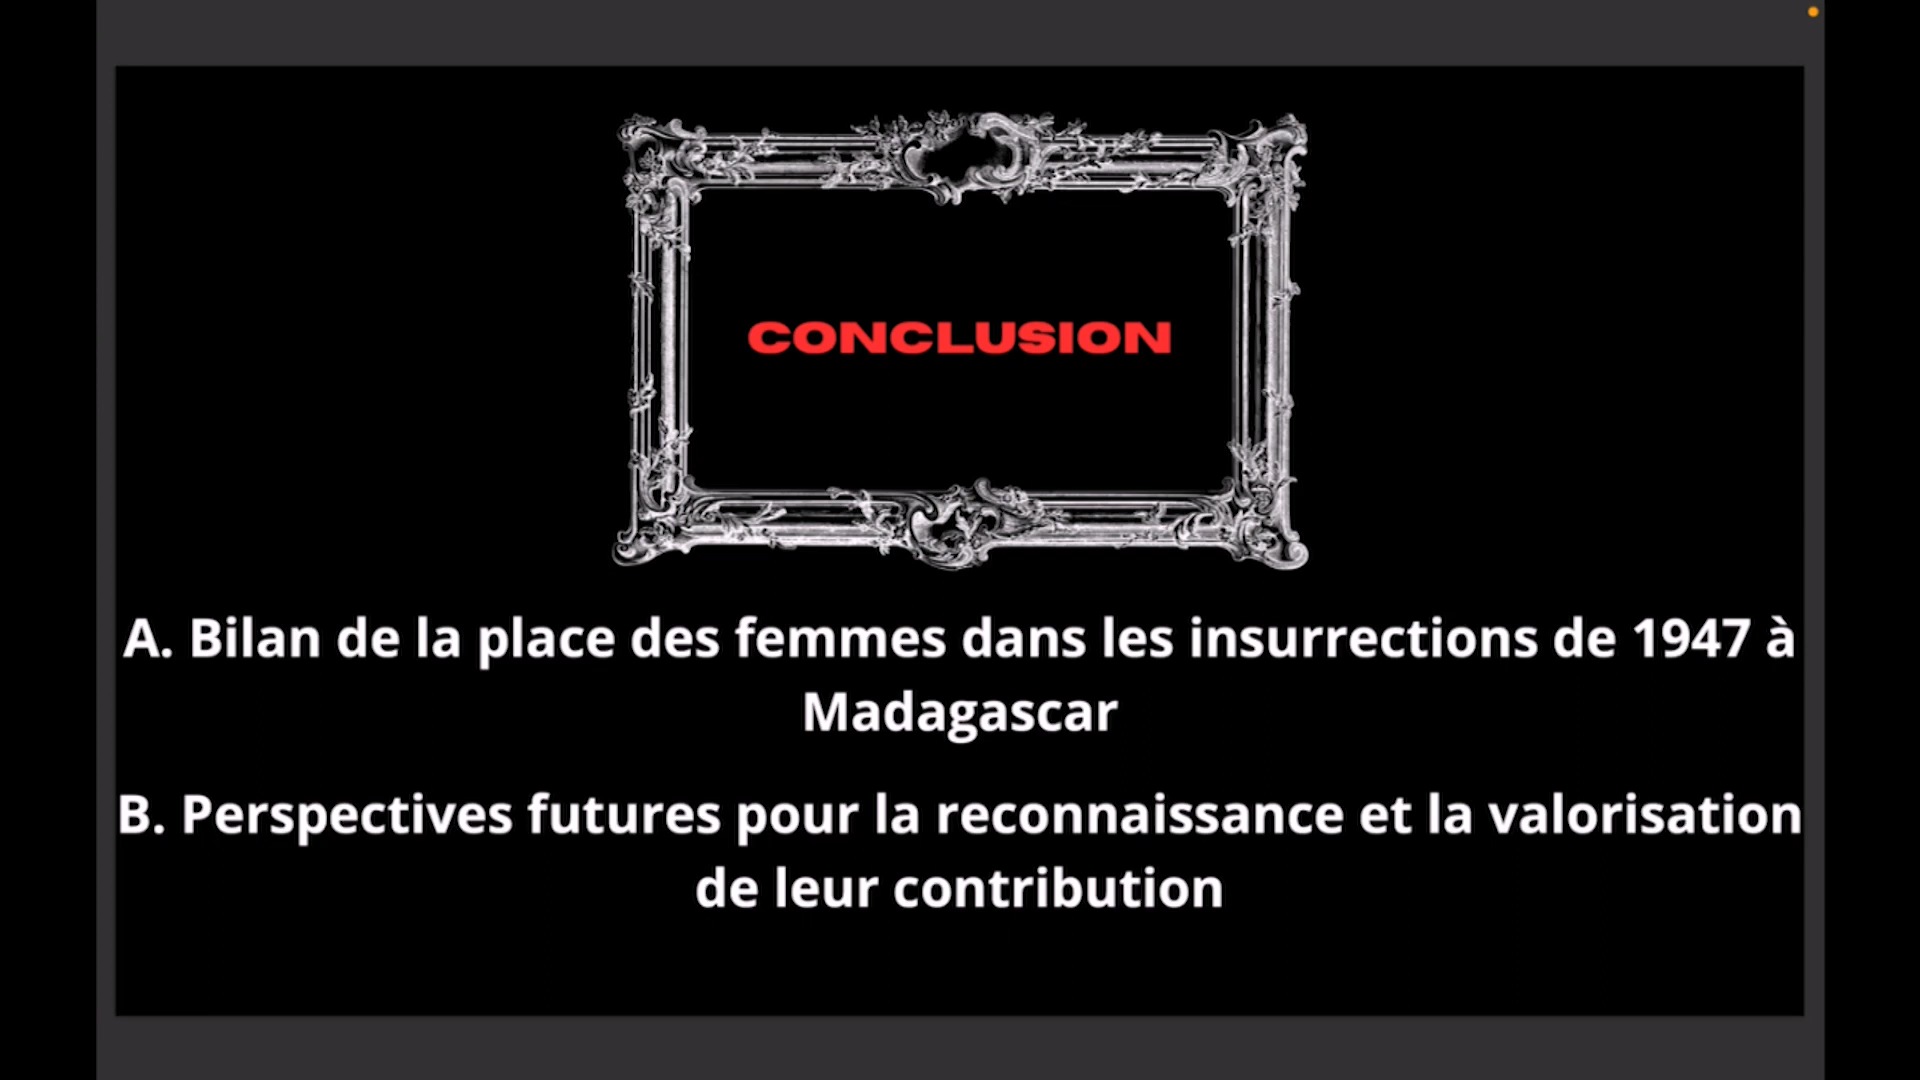 CONCLUSION
A. Bilan de la place des femmes dans les insurrections de 1947 à
Madagascar
B. Perspectives futures pour la reconnaissance et la valorisation
de leur contribution